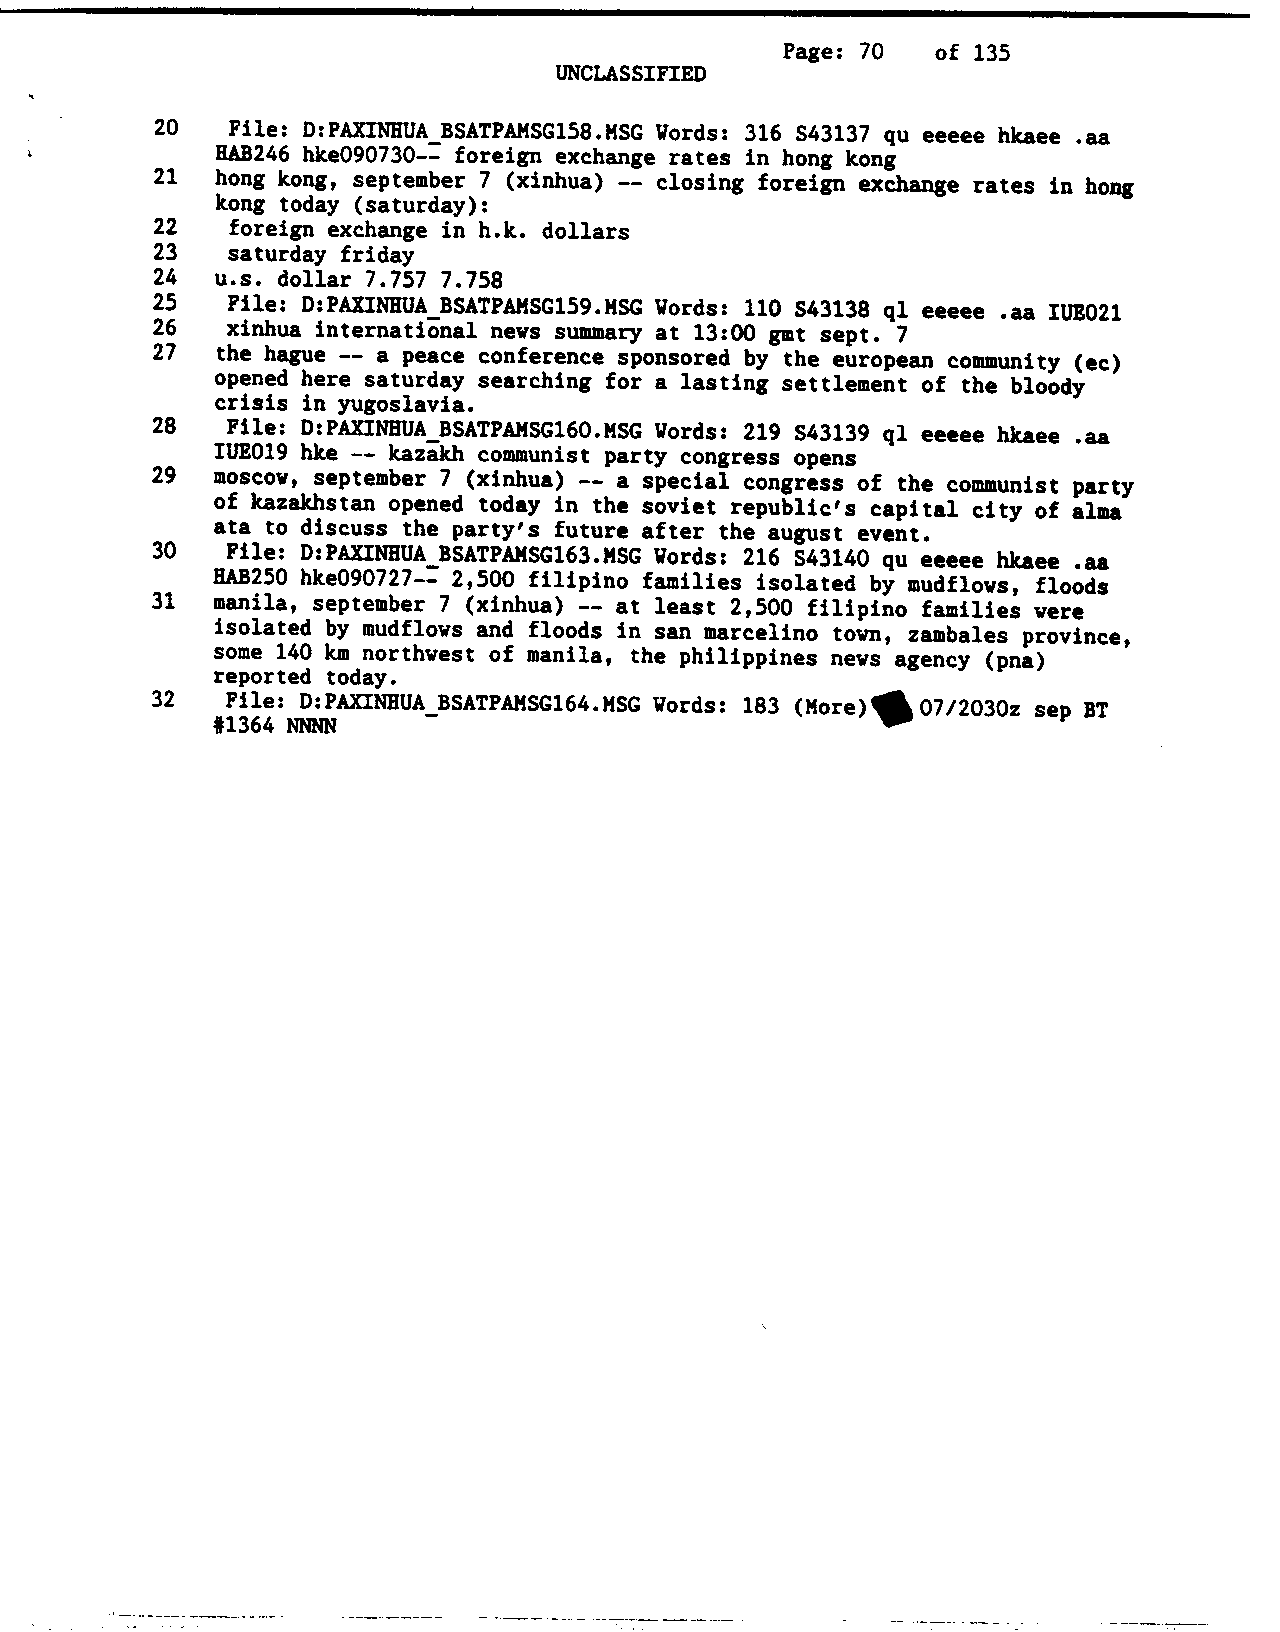 Page: 70 of 135
UNCLASSIFIED
20 File: D:PAXINHUA_BSATPAMSG158.MSG Words: 316 S43137 qu eeeee hkaee .aa
HAB246 hke090730-- foreign exchange rates in hong kong
21 hong kong, september 7 (xinhua) -- closing foreign exchange rates in hong
kong today (saturday):
22 foreign exchange in h.k. dollars
23 saturday friday
24 u.s. dollar 7.757 7.758
25 File: D:PAXINHUA_BSATPAMSG159.MSG Words: 110 S43138 ql eeeee .aa IUE021
26 xinhua international news summary at 13:00 gmt sept. 7
27 the hague -- a peace conference sponsored by the european community (ec)
opened here saturday searching for a lasting settlement of the bloody
crisis in yugoslavia.
28 File: D:PAXINHUA_BSATPAMSG160.MSG Words: 219 S43139 ql eeeee hkaee .aa
IUE019 hke -- kazakh communist party congress opens
29 moscow, september 7 (xinhua) -- a special congress of the communist party
of kazakhstan opened today in the soviet republic's capital city of alma
ata to discuss the party's future after the august event.
30 File: D:PAXINHUA_BSATPAMSG163.MSG Words: 216 S43140 qu eeeee hkaee .aa
HAB250 hke090727-- 2,500 filipino families isolated by mudflows, floods
31 manila, september 7 (xinhua) -- at least 2,500 filipino families were
isolated by mudflows and floods in san marcelino town, zambales province,
some 140 km northwest of manila, the philippines news agency (pna)
reported today.
32 File: D:PAXINHUA_BSATPAMSG164.MSG Words: 183 (More) 07/2030z sep BT
#1364 NNNN